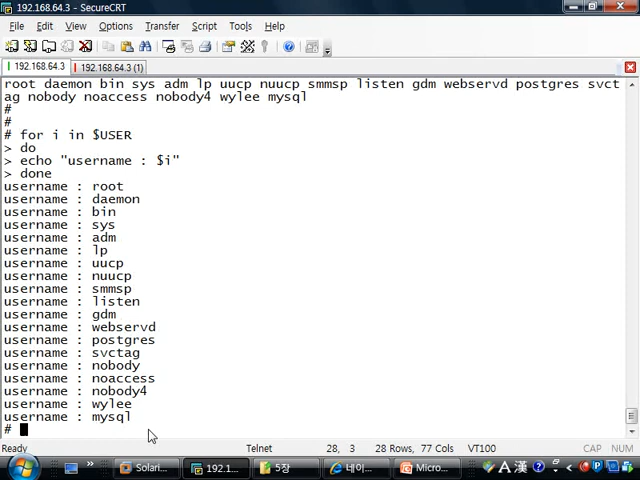 192.168.64.3 - SecureCRT
File Edit View Options Transfer Script Tools Help
192.168.64.3
192.168.64.3 (1)
root daemon bin sys adm lp uucp nuucp smmsp listen gdm webservd postgres svct
ag nobody noaccess nobody4 wylee mysql
#
#
# for i in $USER
> do
> echo "username : $i"
> done
username : root
username : daemon
username : bin
username : sys
username : adm
username : lp
username : uucp
username : nuucp
username : smmsp
username : listen
username : gdm
username : webservd
username : postgres
username : svctag
username : nobody
username : noaccess
username : nobody4
username : wylee
username : mysql
#
Ready Telnet 28, 3 28 Rows, 77 Cols VT100 CAP NUM
Solari... 192.1... 5장 네이... Micro... 漢